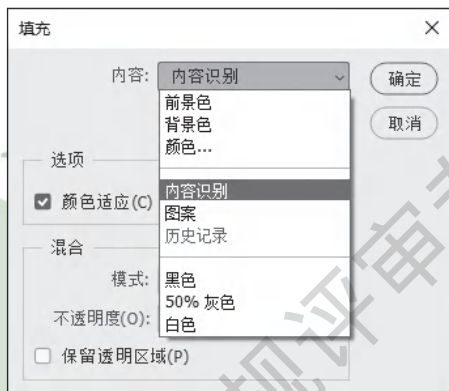 填充
内容: 内容识别
确定
前景色
背景色
取消
颜色...
选项
内容识别
颜色适应(C)
图案
历史记录
混合
模式: 黑色
50% 灰色
不透明度(O): 白色
保留透明区域(P)
规评审